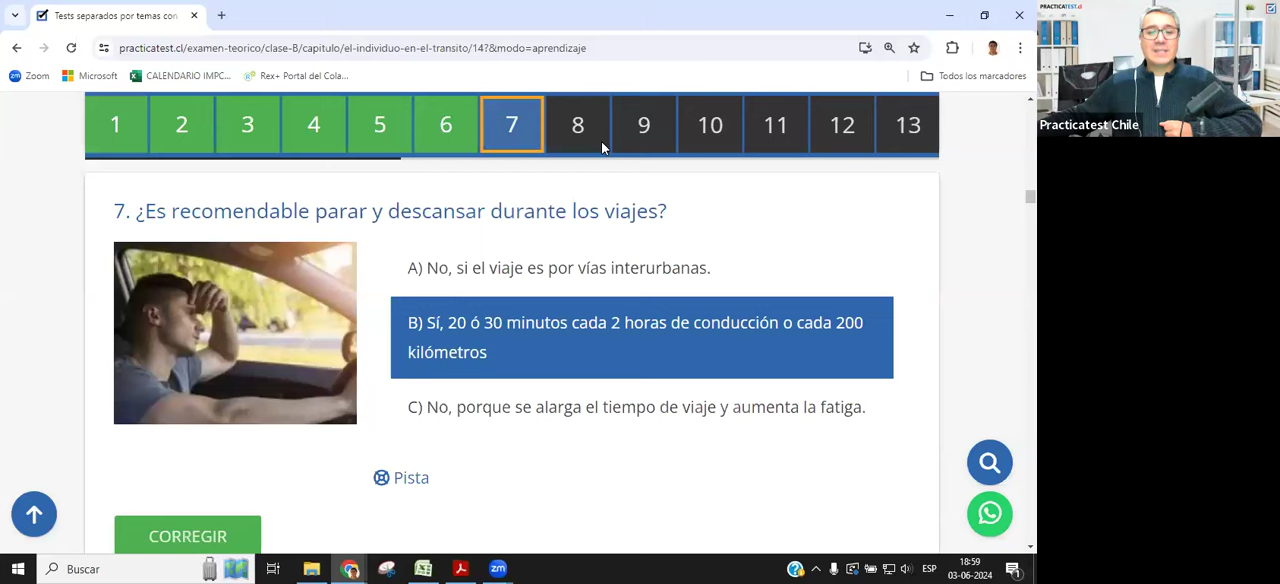 Tests separados por temas con
practicatest.cl/examen-teorico/clase-B/capitulo/el-individuo-en-el-transito/147&modo=aprendizaje
Zoom
Microsoft
CALENDARIO IMPC...
Rex+ Portal del Cola...
Todos los marcadores
1 2 3 4 5 6 7 8 9 10 11 12 13
7. ¿Es recomendable parar y descansar durante los viajes?
A) No, si el viaje es por vías interurbanas.
B) Sí, 20 ó 30 minutos cada 2 horas de conducción o cada 200
kilómetros
C) No, porque se alarga el tiempo de viaje y aumenta la fatiga.
Pista
CORREGIR
Buscar
ESP
18:59
03-06-2024
PRACTICATEST.cl
Practicatest Chile